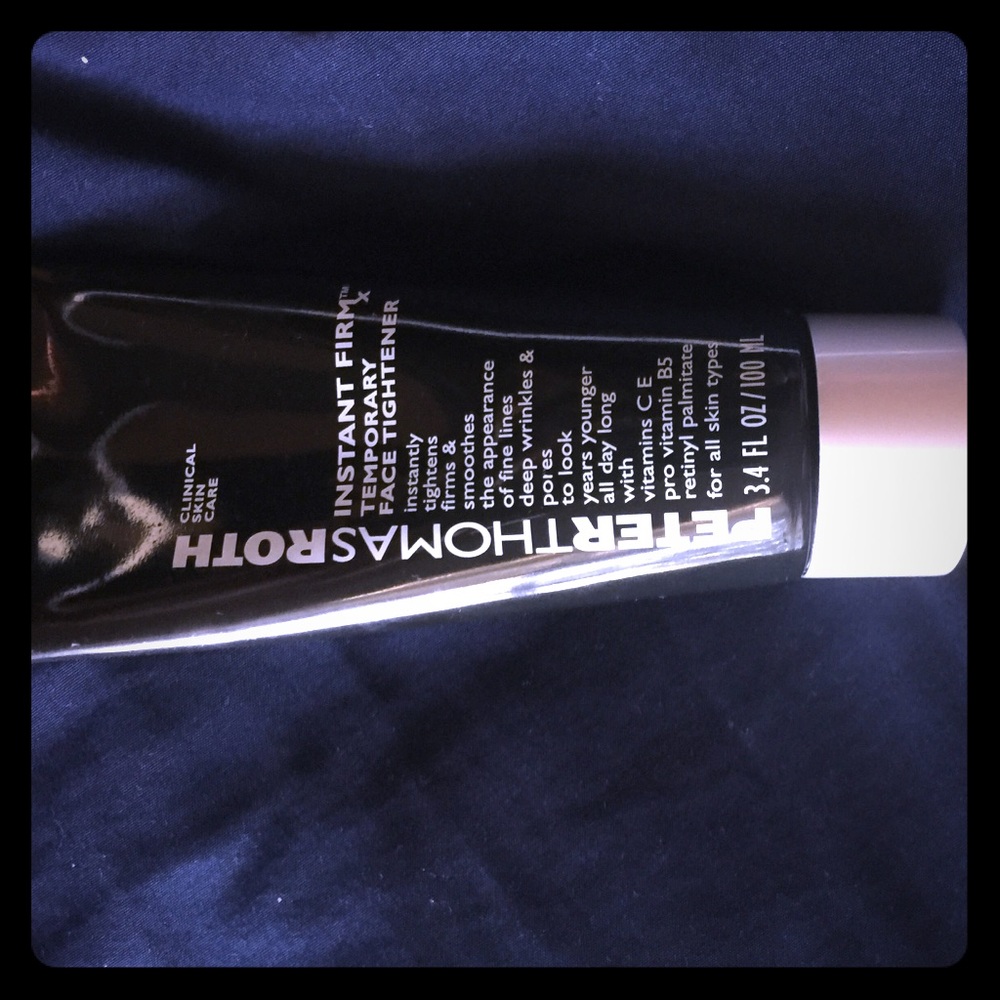 PETERTHOMASROTH
CLINICAL
SKIN
CARE
INSTANT FIRMx™
TEMPORARY
FACE TIGHTENER
instantly
tightens
firms &
smoothes
the appearance
of fine lines
deep wrinkles &
pores
to look
years younger
all day long
with
vitamins C E
pro vitamin B5
retinyl palmitate
for all skin types
3.4 FL OZ/100 ML